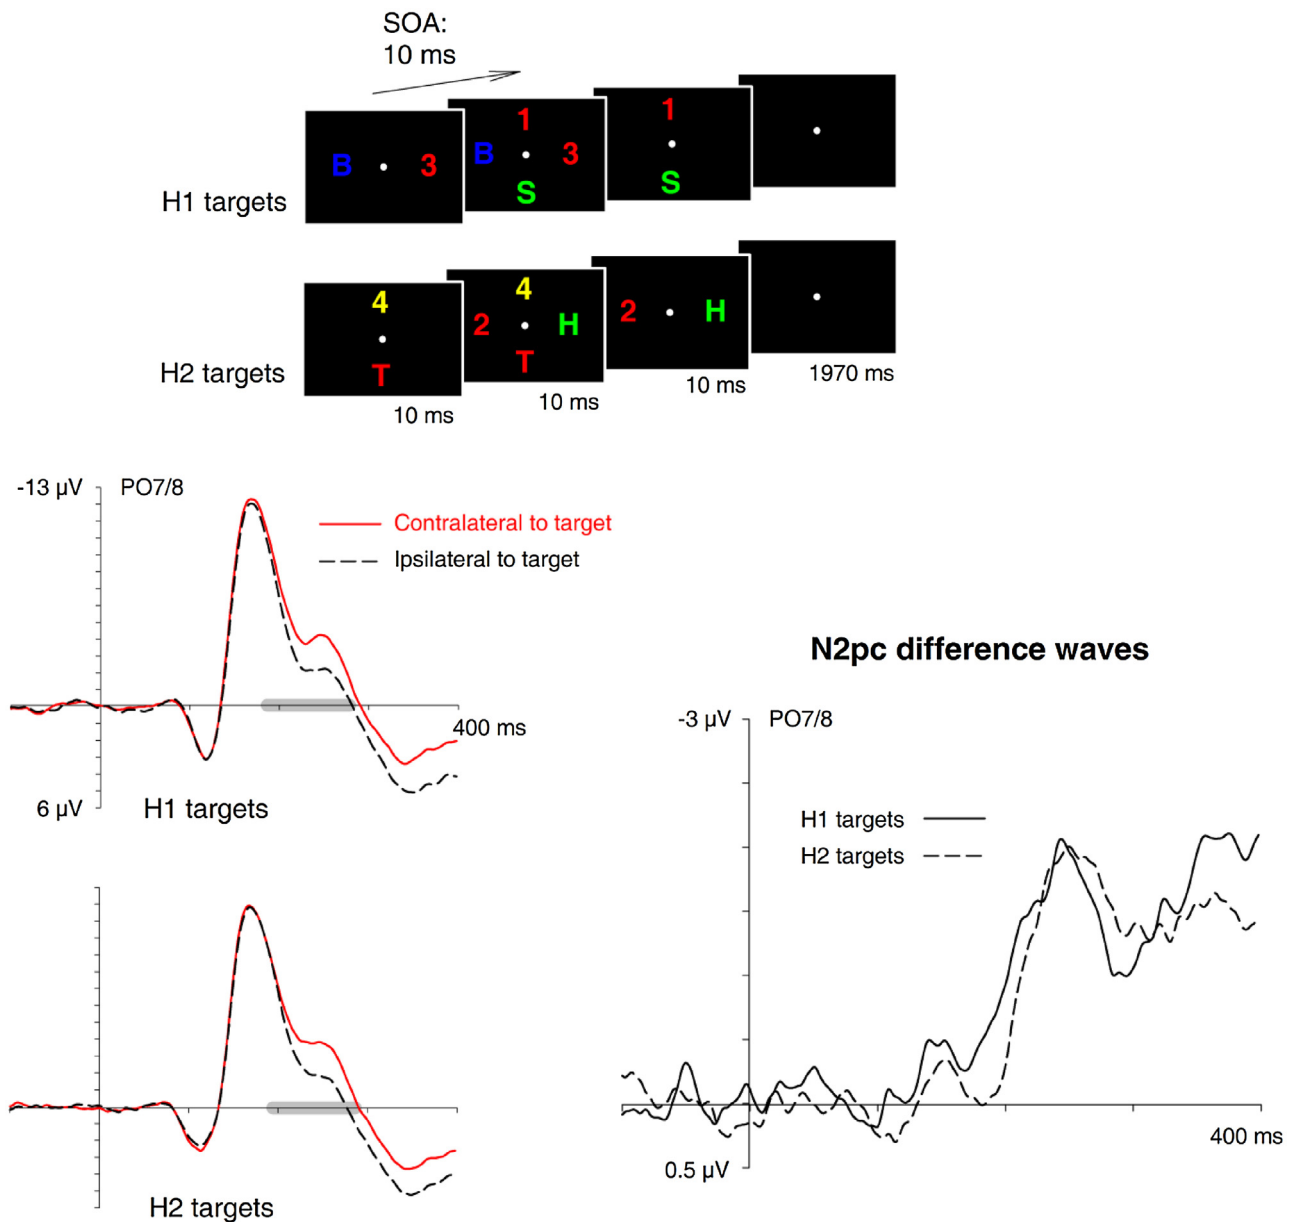 SOA:
10 ms
B 3
1
B 3
S
1
S
H1 targets
4
T
4
2 H
T
2 H
H2 targets
10 ms
10 ms
10 ms
1970 ms
-13 µV PO7/8
Contralateral to target
Ipsilateral to target
400 ms
6 µV
H1 targets
H2 targets
N2pc difference waves
-3 µV PO7/8
H1 targets
H2 targets
400 ms
0.5 µV